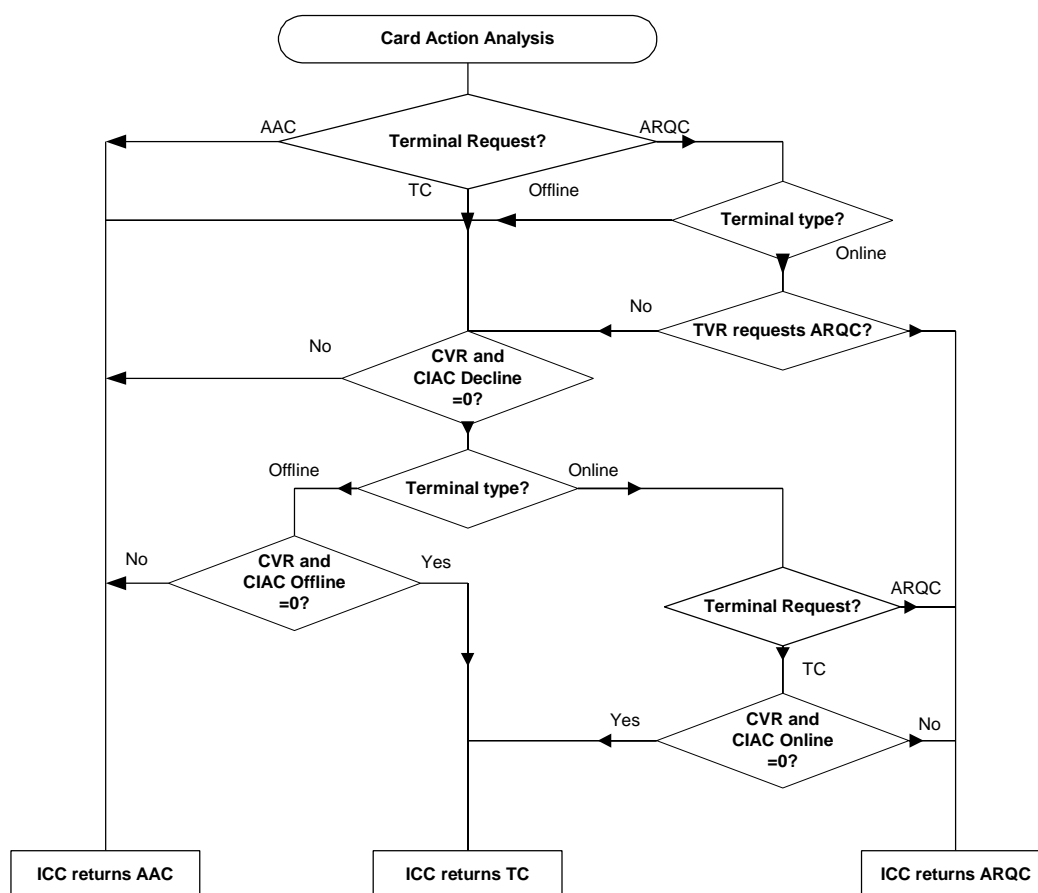 Card Action Analysis
AAC
Terminal Request?
ARQC
TC
Offline
Terminal type?
Online
No
TVR requests ARQC?
No
CVR and
CIAC Decline
=0?
Offline
Terminal type?
Online
No
CVR and
CIAC Offline
=0?
Yes
Terminal Request?
ARQC
TC
Yes
CVR and
CIAC Online
=0?
No
ICC returns AAC
ICC returns TC
ICC returns ARQC